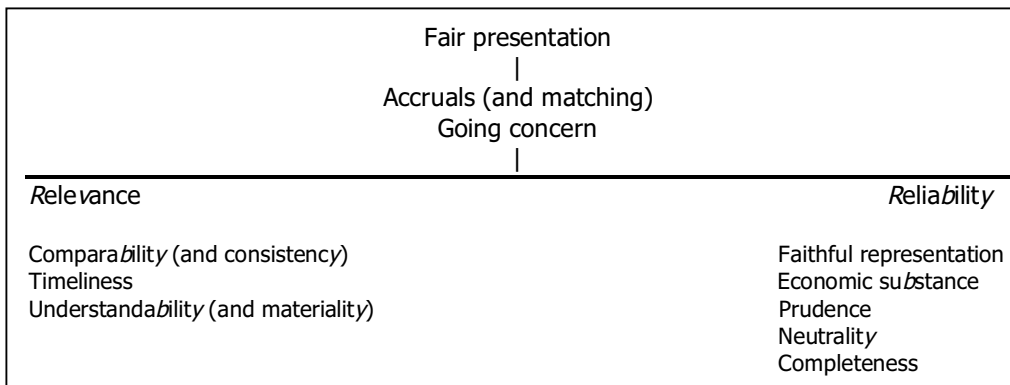 Fair presentation
|
Accruals (and matching)
Going concern
|
Relevance
Reliability
Comparability (and consistency)
Timeliness
Understandability (and materiality)
Faithful representation
Economic substance
Prudence
Neutrality
Completeness